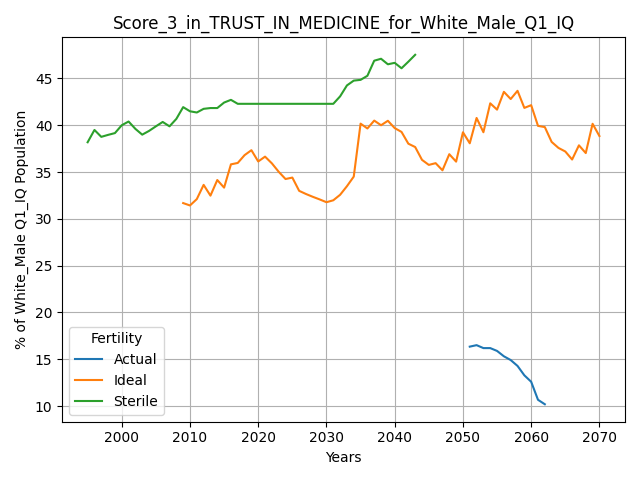 Score_3_in_TRUST_IN_MEDICINE_for_White_Male_Q1_IQ
% of White_Male Q1_IQ Population
45
40
35
30
25
20
15
10
Fertility
Actual
Ideal
Sterile
2000 2010 2020 2030 2040 2050 2060 2070
Years